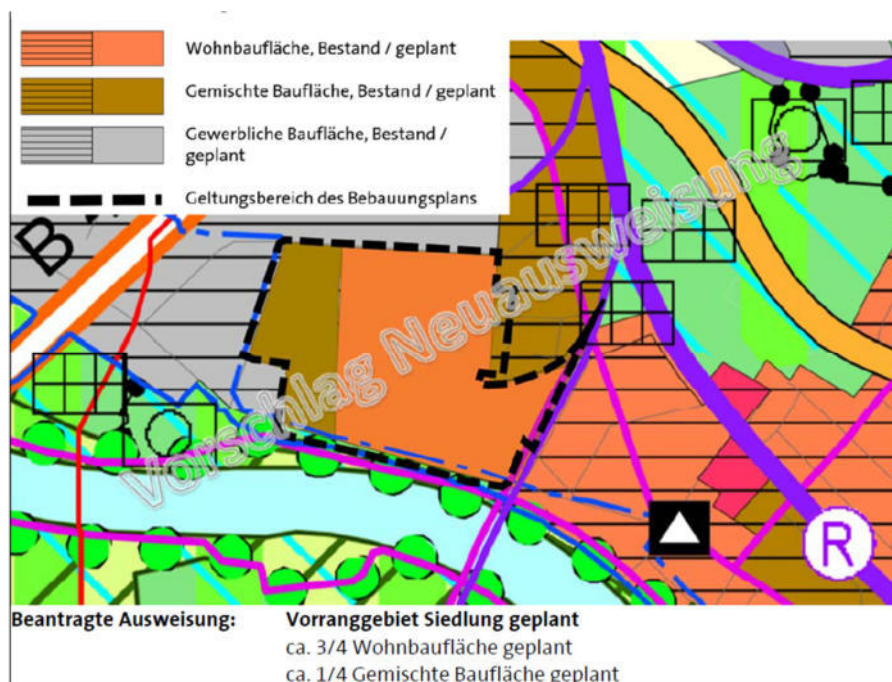 Wohnbaufläche, Bestand / geplant
Gemischte Baufläche, Bestand / geplant
Gewerbliche Baufläche, Bestand /
geplant
Geltungsbereich des Bebauungsplans
B
Vorschlag Neuausweisung
R
Beantragte Ausweisung: Vorranggebiet Siedlung geplant
ca. 3/4 Wohnbaufläche geplant
ca. 1/4 Gemischte Baufläche geplant